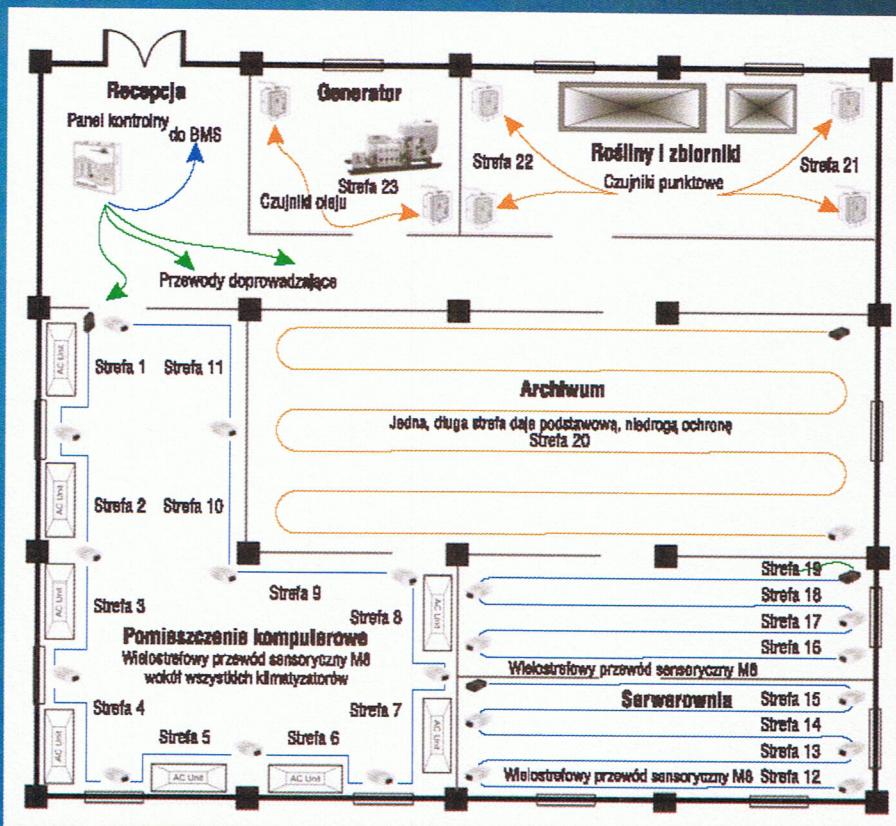 Recepcja
Panel kontrolny
do BMS
Generator
Strefa 23
Czujniki oleju
Rośliny i zbiorniki
Strefa 22
Strefa 21
Czujniki punktowe
Przewody doprowadzające
AC Unit
Strefa 1
Strefa 11
Archiwum
Jedna, długa strefa daje podstawową, niedrogą ochronę
Strefa 20
AC Unit
Strefa 2
Strefa 10
AC Unit
Strefa 3
Strefa 9
Strefa 8
AC Unit
Pomieszczenie komputerowe
Wielostrefowy przewód sensoryczny M8
wokół wszystkich klimatyzatorów
Strefa 19
Strefa 18
Strefa 17
Strefa 16
Wielostrefowy przewód sensoryczny M8
AC Unit
Strefa 4
Strefa 5
Strefa 6
Strefa 7
AC Unit
AC Unit
AC Unit
Serwerownia
Strefa 15
Strefa 14
Strefa 13
Wielostrefowy przewód sensoryczny M8
Strefa 12